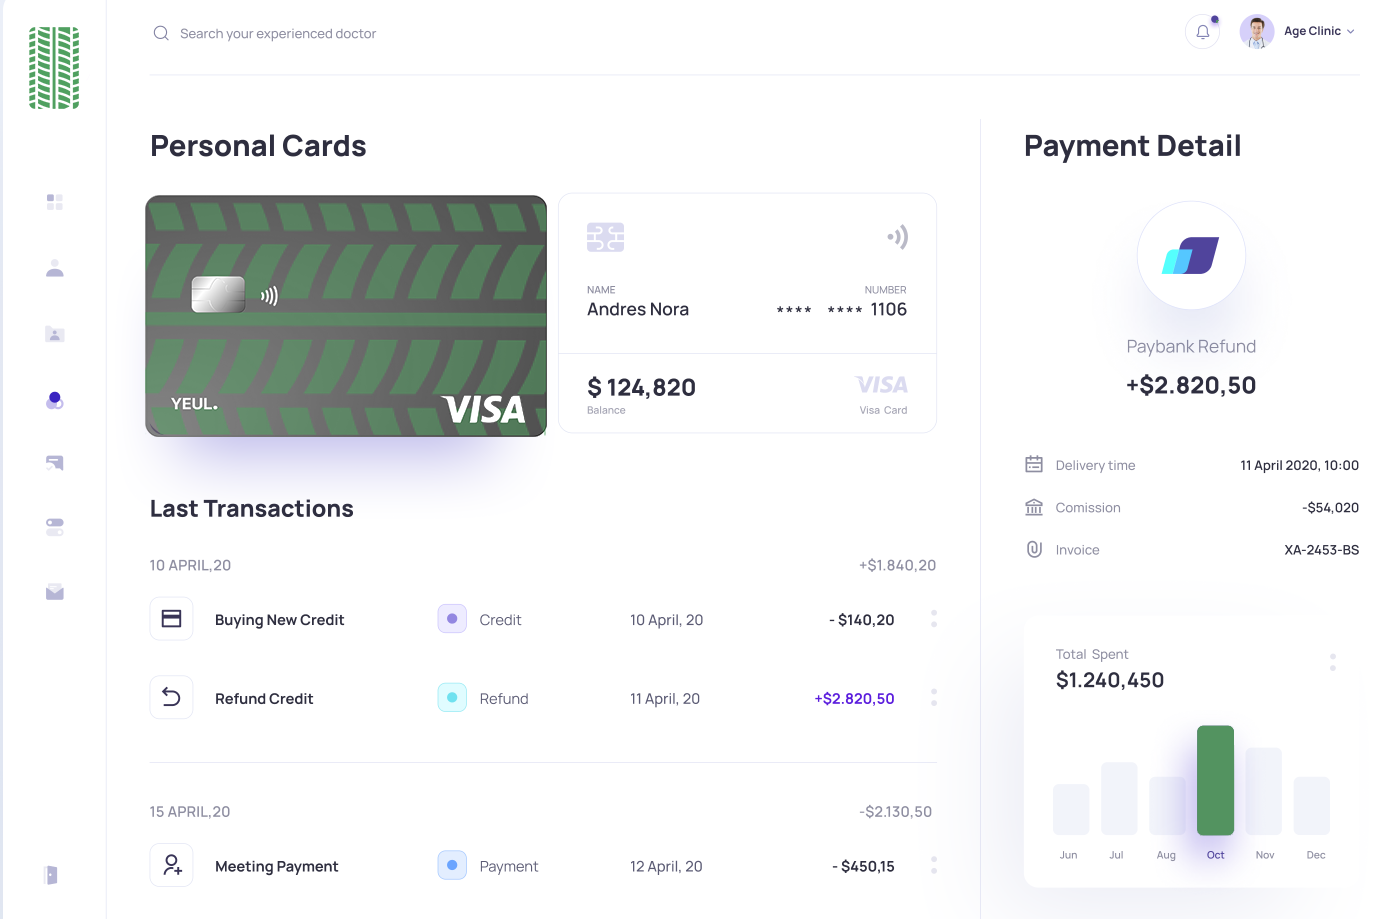 Search your experienced doctor
Age Clinic
Personal Cards
YEUL.
VISA
NAME
Andres Nora
NUMBER
**** **** 1106
$ 124,820
Balance
VISA
Visa Card
Last Transactions
10 APRIL,20 +$1.840,20
Buying New Credit Credit 10 April, 20 - $140,20
Refund Credit Refund 11 April, 20 +$2.820,50
15 APRIL,20 -$2.130,50
Meeting Payment Payment 12 April, 20 - $450,15
Payment Detail
Paybank Refund
+$2.820,50
Delivery time 11 April 2020, 10:00
Comission -$54,020
Invoice XA-2453-BS
Total Spent
$1.240,450
Jun Jul Aug Oct Nov Dec